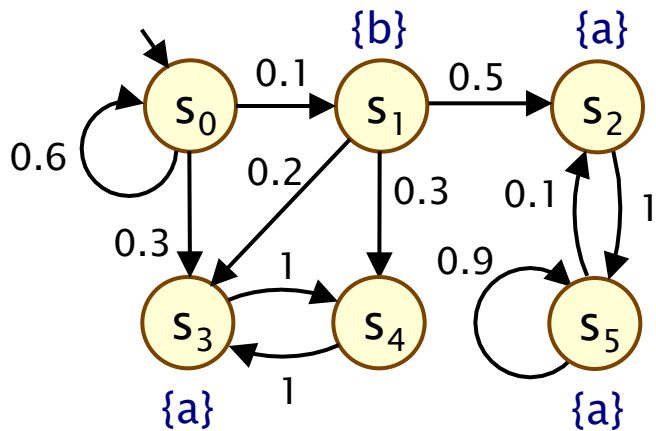 {b} {a}
0.1 0.5
s0 s1 s2
0.6 0.2 0.3 0.1 1
0.3 1 0.9
s3 s4 s5
1
{a} {a}